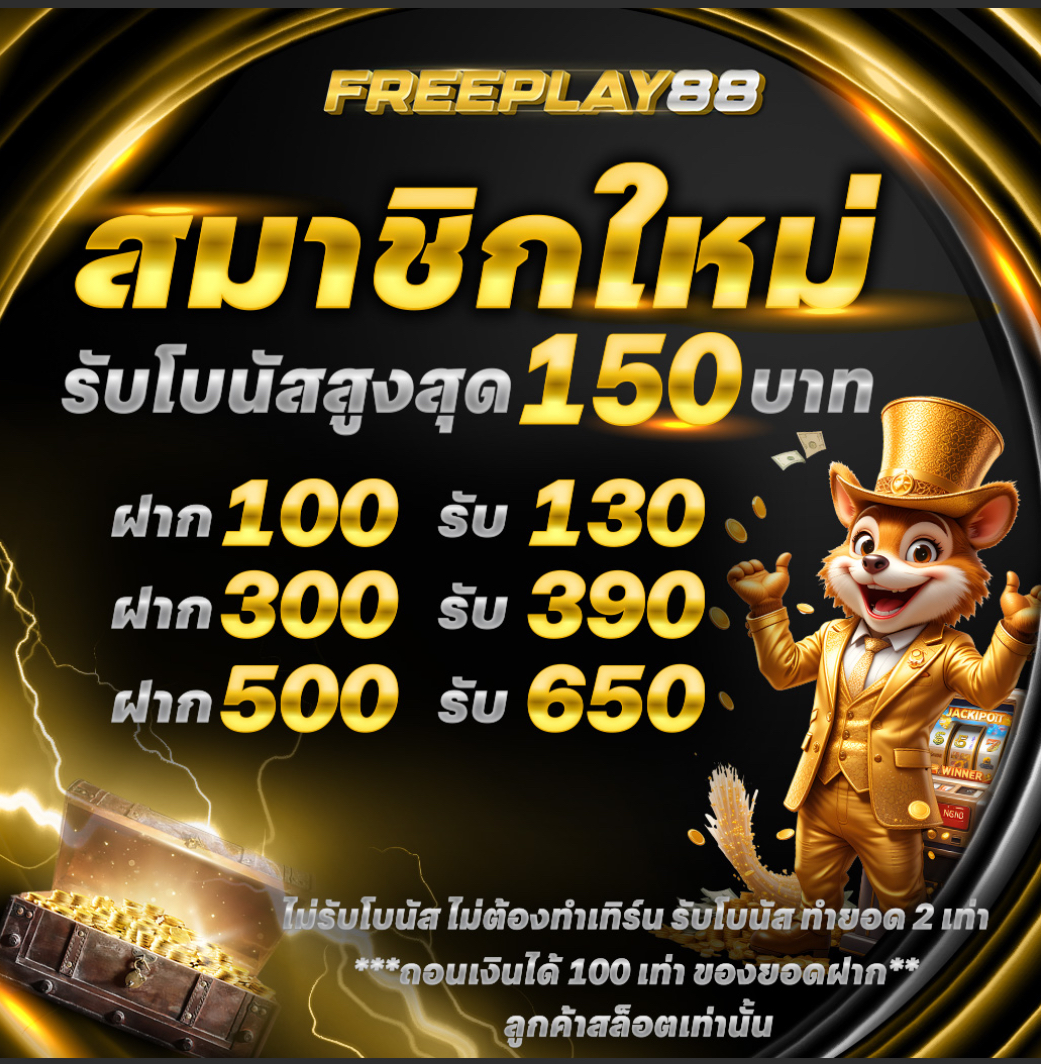 FREEPLAY88
สมาชิกใหม่
รับโบนัสสูงสุด 150 บาท
ฝาก 100 รับ 130
ฝาก 300 รับ 390
ฝาก 500 รับ 650
JACKIPOT
$ 6 7
WINNER
ไม่รับโบนัส ไม่ต้องทำเทิร์น รับโบนัส ทำยอด 2 เท่า
***ถอนเงินได้ 100 เท่า ของยอดฝาก**
ลูกค้าสล็อตเท่านั้น